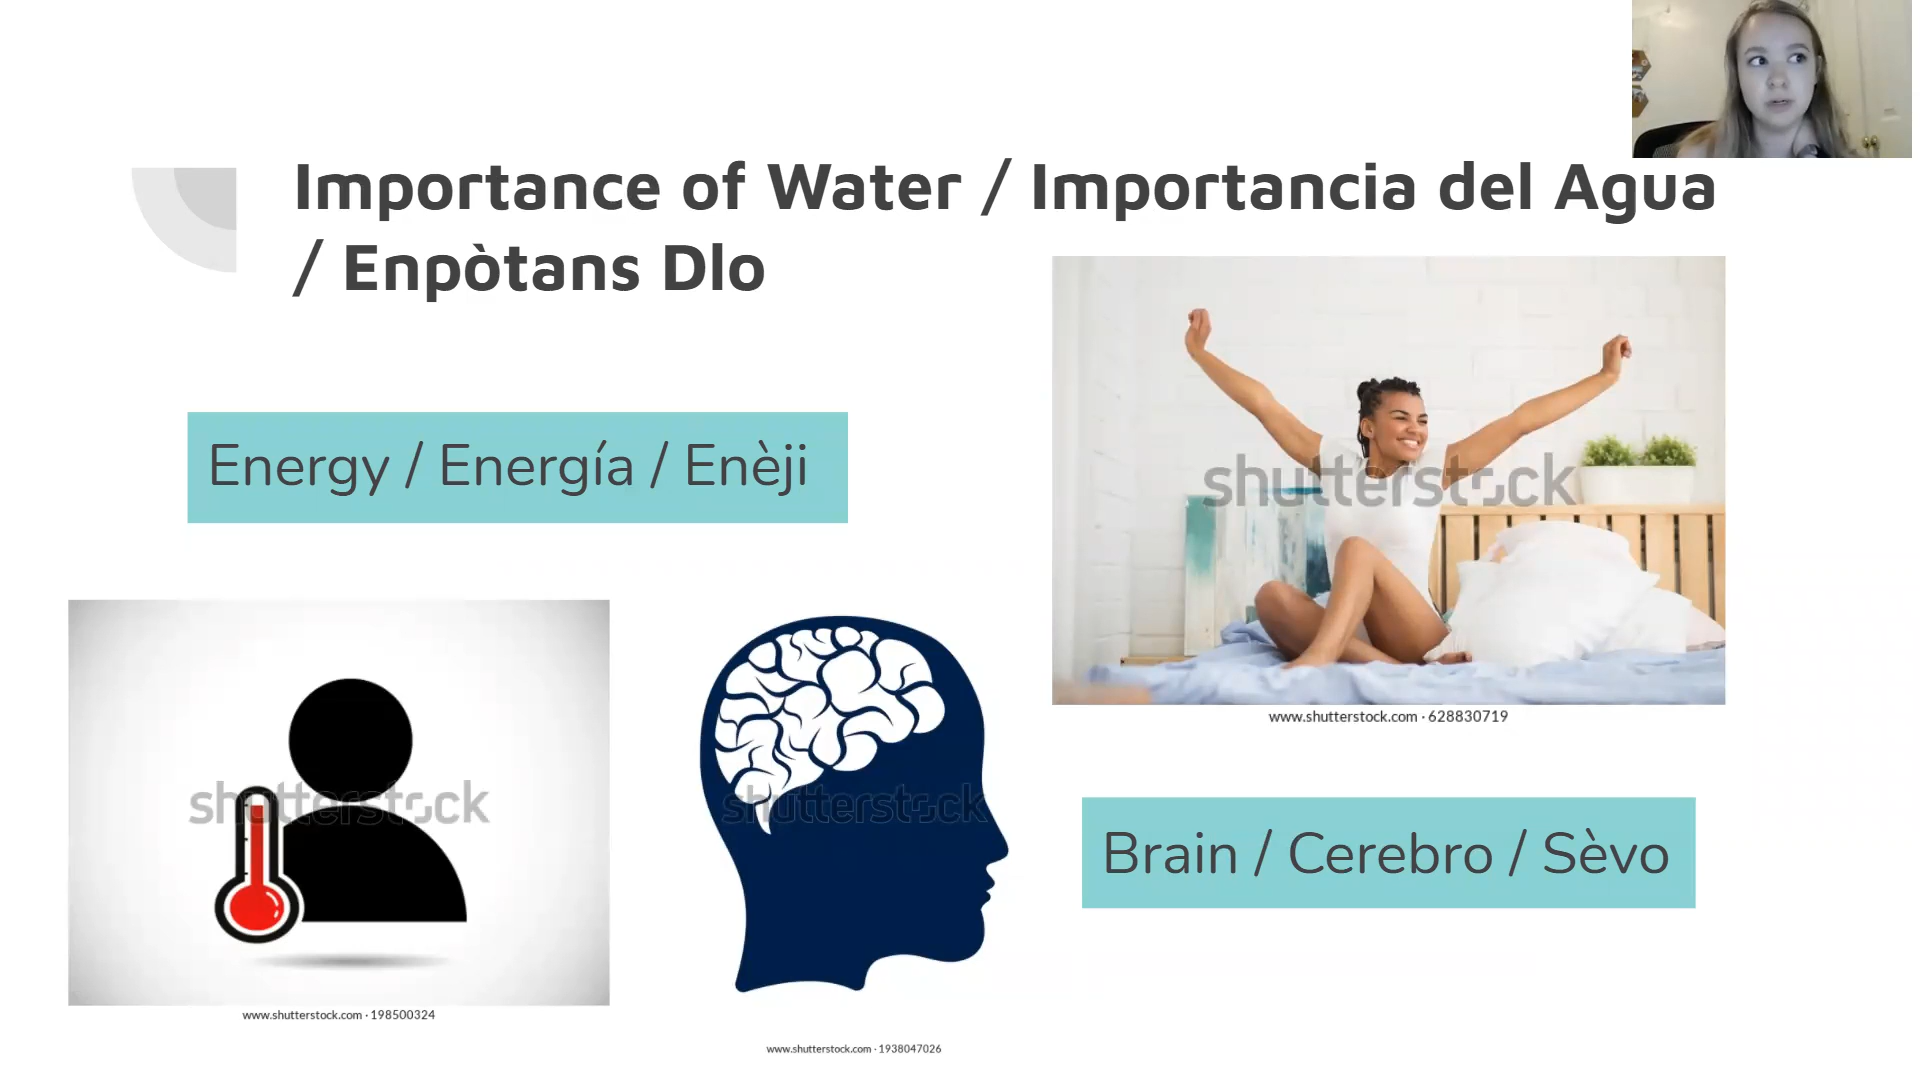 Importance of Water / Importancia del Agua
/ Enpòtans Dlo
Energy / Energía / Enèji
shutterstock
www.shutterstock.com · 628830719
shutterstock
shutterstock
Brain / Cerebro / Sèvo
www.shutterstock.com · 198500324
www.shutterstock.com · 1938047026